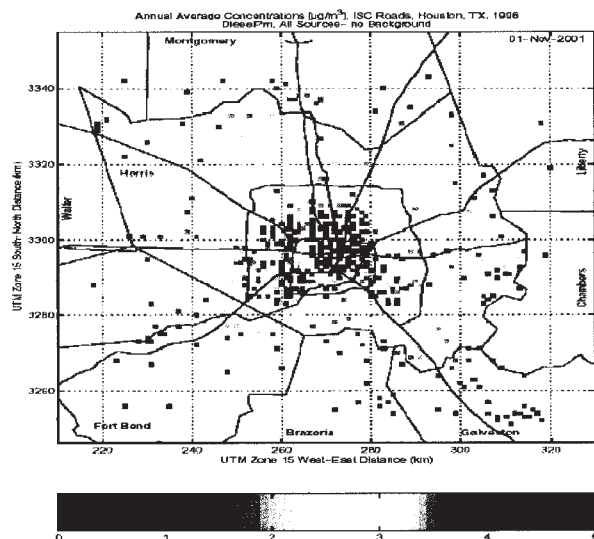 Annual Average Concentrations [ug/m³], ISC Roads, Houston, TX, 1996
DieselPm, All Sources- no Background
Montgomery
01-Nov-2001
3340
3320
3300
3280
3260
UTM Zone 15 South-North Distance (km)
Harris
Waller
Liberty
Chambers
Fort Bend
Brazoria
Galveston
220 240 260 280 300 320
UTM Zone 15 West-East Distance (km)
0 1 2 3 4 5